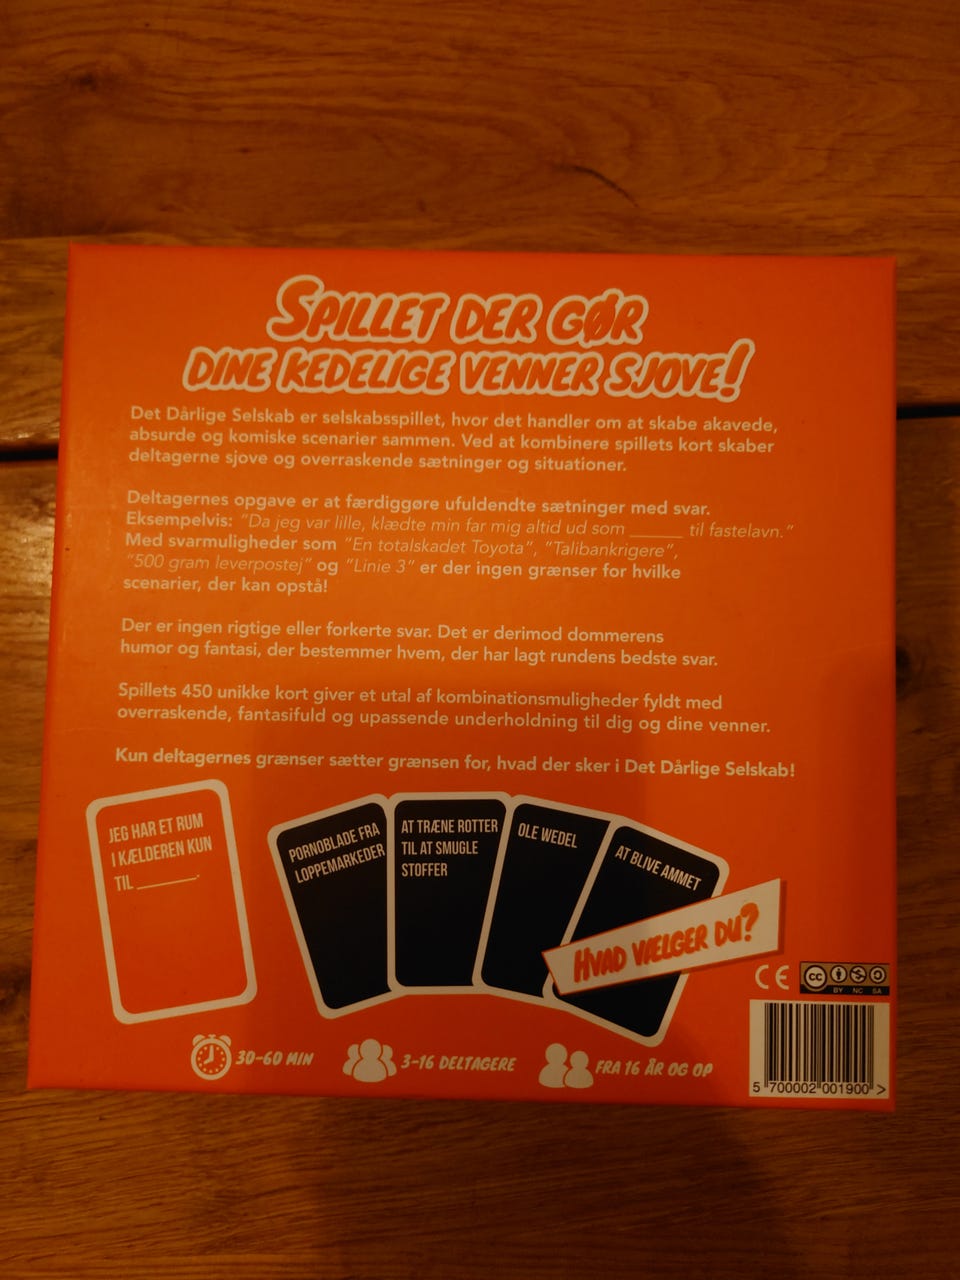 SPILLET DER GØR
DINE KEDELIGE VENNER SJOVE!
Det Dårlige Selskab er selskabsspillet, hvor det handler om at skabe akavede,
absurde og komiske scenarier sammen. Ved at kombinere spillets kort skaber
deltagerne sjove og overraskende sætninger og situationer.
Deltagernes opgave er at færdiggøre ufuldendte sætninger med svar.
Eksempelvis: "Da jeg var lille, klædte min far mig altid ud som ______ til fastelavn."
Med svarmuligheder som "En totalskadet Toyota", "Talibankrigere",
"500 gram leverpostej" og "Linie 3" er der ingen grænser for hvilke
scenarier, der kan opstå!
Der er ingen rigtige eller forkerte svar. Det er derimod dommerens
humor og fantasi, der bestemmer hvem, der har lagt rundens bedste svar.
Spillets 450 unikke kort giver et utal af kombinationsmuligheder fyldt med
overraskende, fantasifuld og upassende underholdning til dig og dine venner.
Kun deltagernes grænser sætter grænsen for, hvad der sker i Det Dårlige Selskab!
JEG HAR ET RUM
I KÆLDEREN KUN
TIL ________.
PORNOBLADE FRA
LOPPEMARKEDER
AT TRÆNE ROTTER
TIL AT SMUGLE
STOFFER
OLE WEDEL
AT BLIVE AMMET
HVAD VÆLGER DU?
CE
cc
BY NC SA
30-60 MIN
3-16 DELTAGERE
FRA 16 ÅR OG OP
5 700002 001900 >